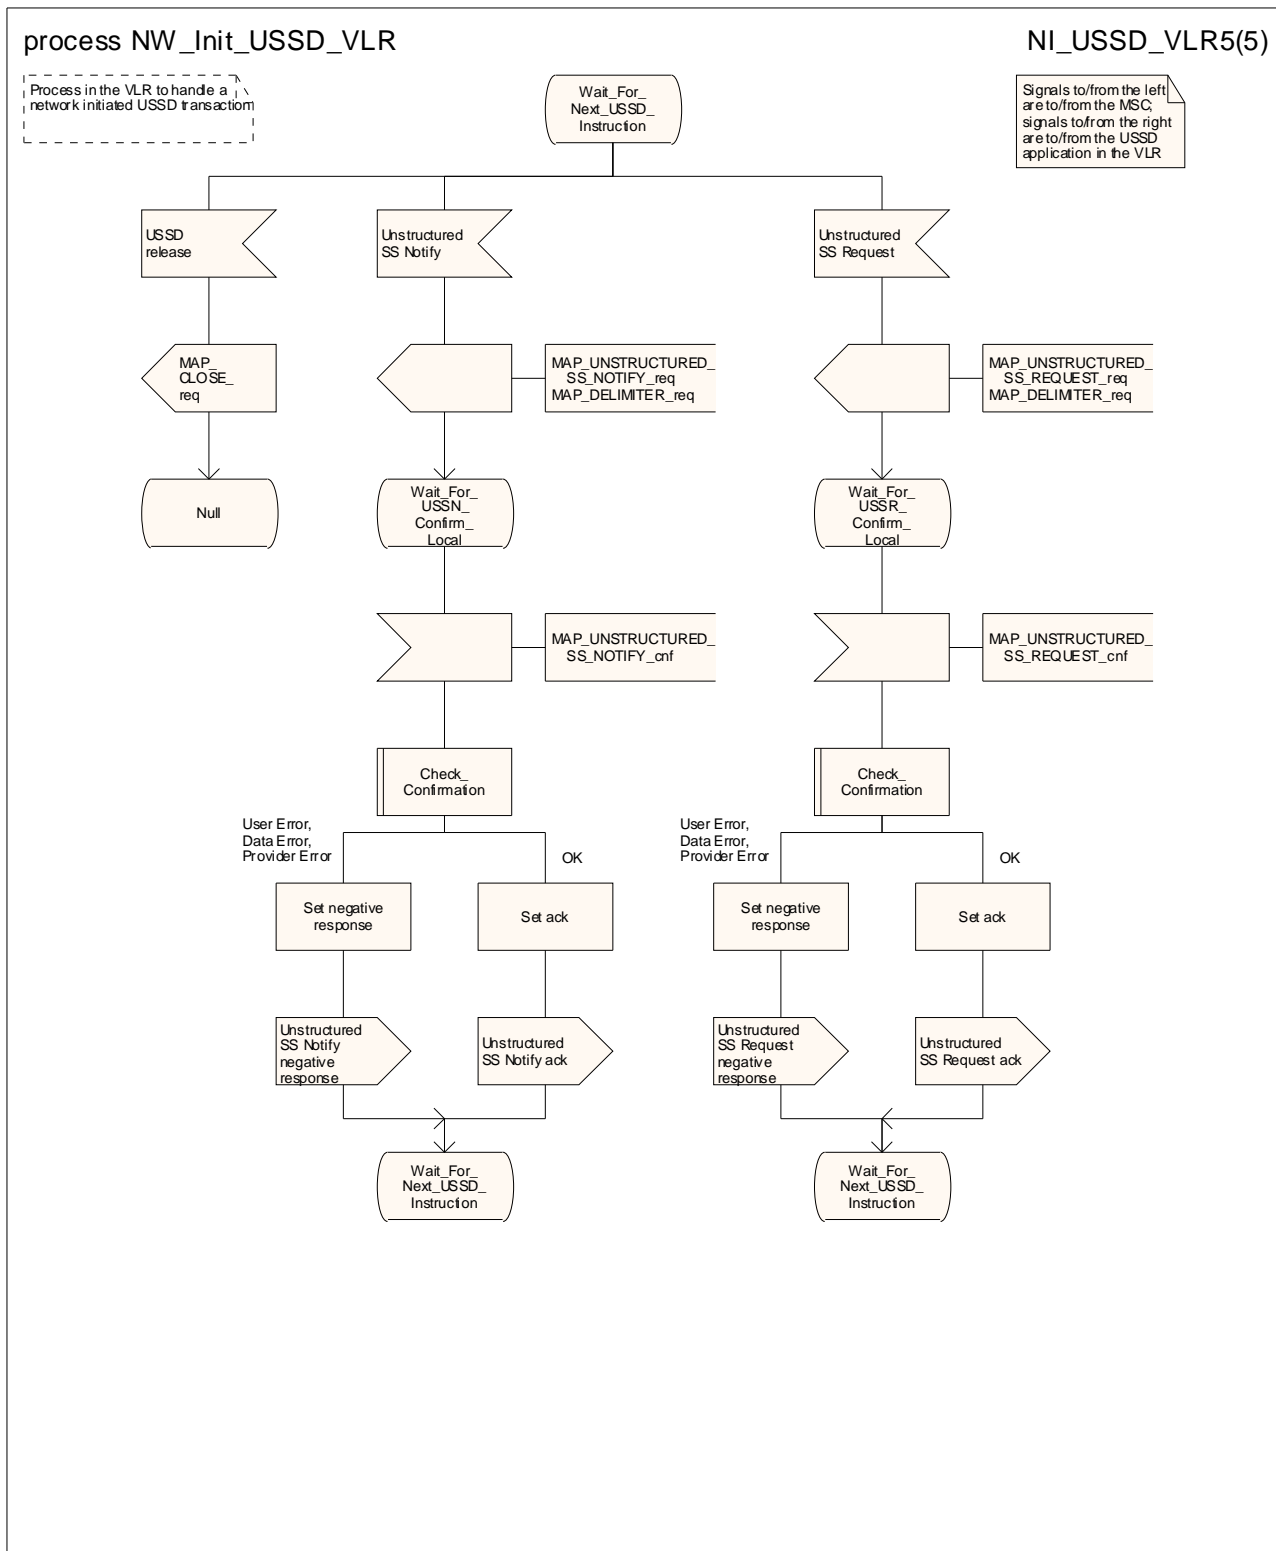 process NW_Init_USSD_VLR
NI_USSD_VLR5(5)
Process in the VLR to handle a
network initiated USSD transaction
Wait_For_
Next_USSD_
Instruction
Signals to/from the left
are to/from the MSC;
signals to/from the right
are to/from the USSD
application in the VLR
USSD
release
Unstructured
SS Notify
Unstructured
SS Request
MAP_
CLOSE_
req
MAP_UNSTRUCTURED_
SS_NOTIFY_req
MAP_DELIMITER_req
MAP_UNSTRUCTURED_
SS_REQUEST_req
MAP_DELIMITER_req
Null
Wait_For_
USSN_
Confirm_
Local
Wait_For_
USSR_
Confirm_
Local
MAP_UNSTRUCTURED_
SS_NOTIFY_cnf
MAP_UNSTRUCTURED_
SS_REQUEST_cnf
Check_
Confirmation
Check_
Confirmation
User Error,
Data Error,
Provider Error
OK
User Error,
Data Error,
Provider Error
OK
Set negative
response
Set ack
Set negative
response
Set ack
Unstructured
SS Notify
negative
response
Unstructured
SS Notify ack
Unstructured
SS Request
negative
response
Unstructured
SS Request ack
Wait_For_
Next_USSD_
Instruction
Wait_For_
Next_USSD_
Instruction